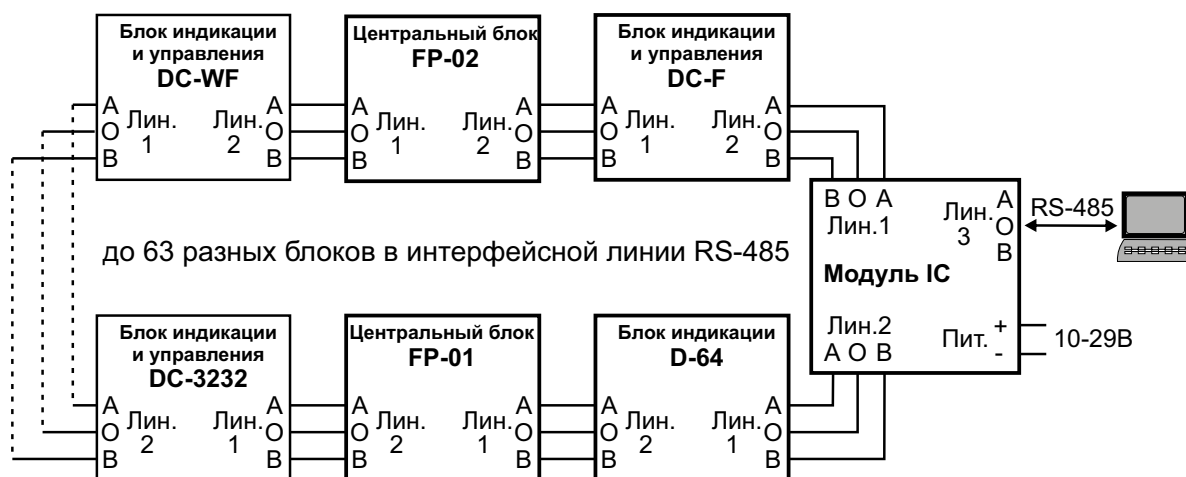 Блок индикации
и управления
DC-WF
A
O
B
Лин.
1
Лин.
2
A
O
B
Центральный блок
FP-02
A
O
B
Лин.
1
Лин.
2
A
O
B
Блок индикации
и управления
DC-F
A
O
B
Лин.
1
Лин.
2
A
O
B
B O A
Лин.1
Лин.
3
A
O
B
RS-485
Модуль IC
Лин.2
A O B
Пит.
+
-
10-29В
до 63 разных блоков в интерфейсной линии RS-485
Блок индикации
и управления
DC-3232
A
O
B
Лин.
2
Лин.
1
A
O
B
Центральный блок
FP-01
A
O
B
Лин.
2
Лин.
1
A
O
B
Блок индикации
D-64
A
O
B
Лин.
2
Лин.
1
A
O
B